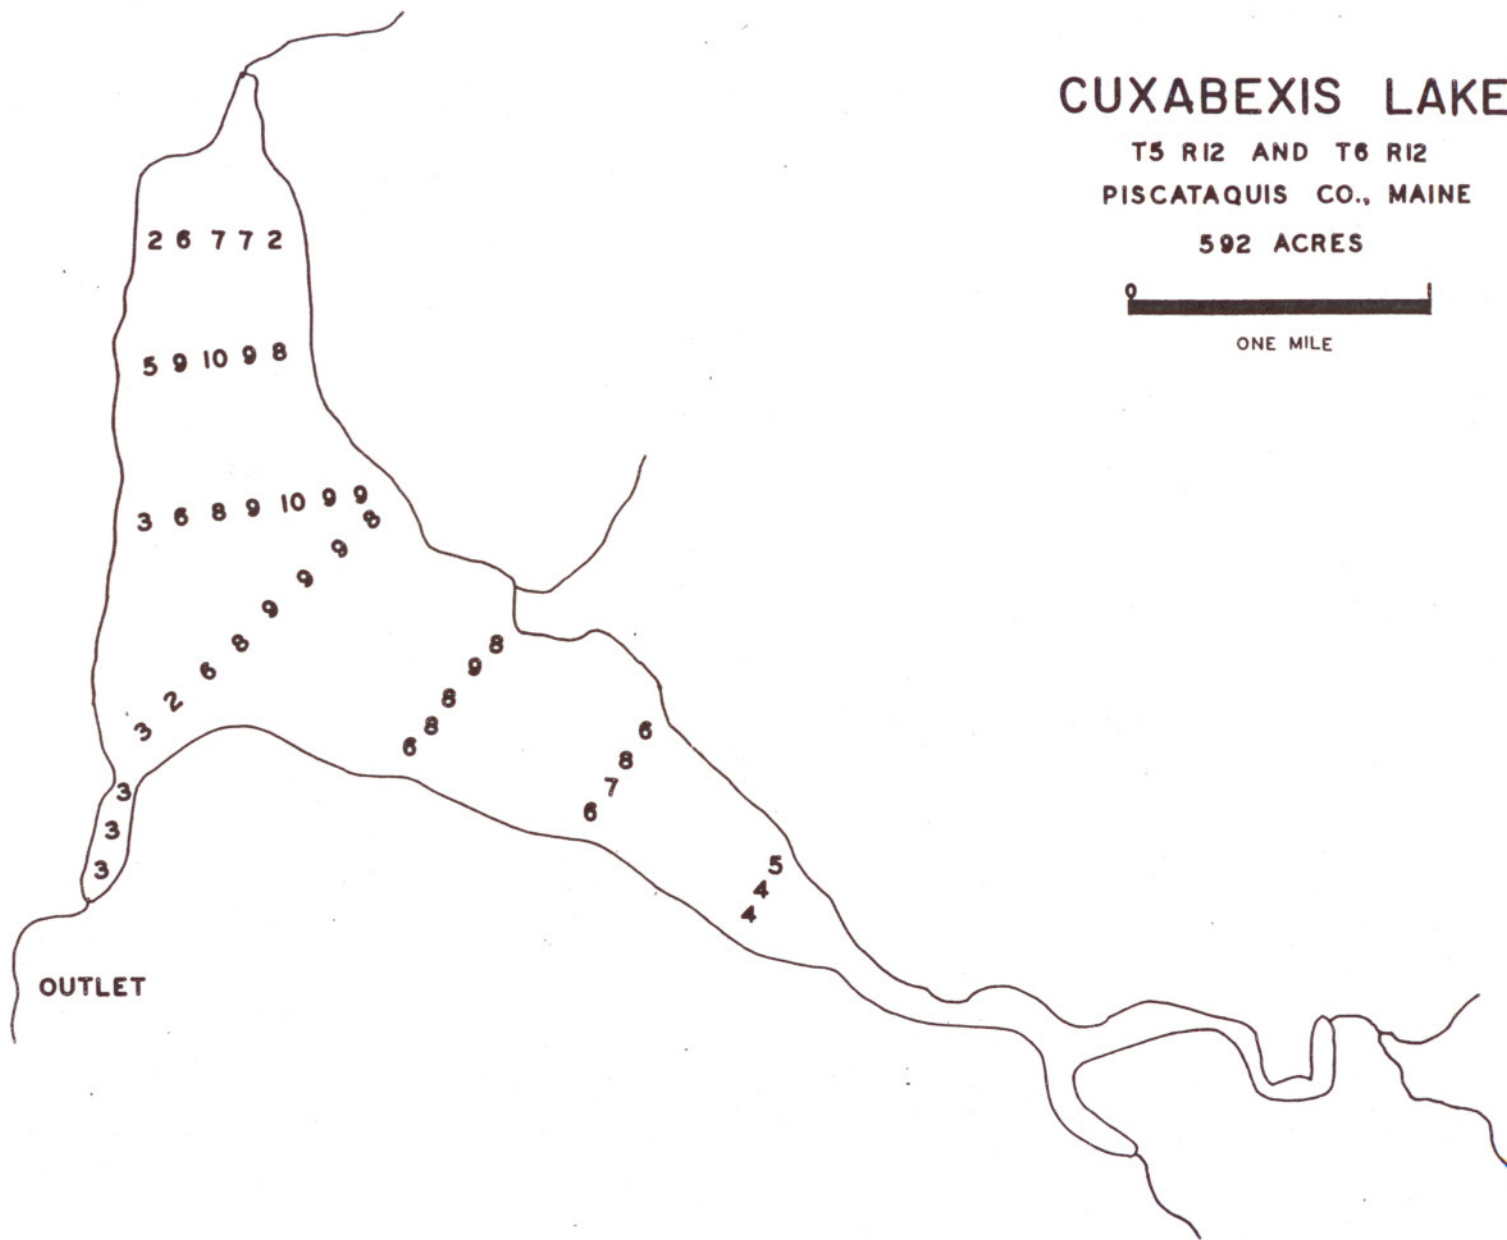 CUXABEXIS LAKE
T5 R12 AND T6 R12
PISCATAQUIS CO., MAINE
592 ACRES
0 1
ONE MILE
2 6 7 7 2
5 9 10 9 8
3 6 8 9 10 9 9
3 2 6 8 9 9 9 8
6 8 8 9 8
6 7 8 6
4 4 5
3
3
3
OUTLET